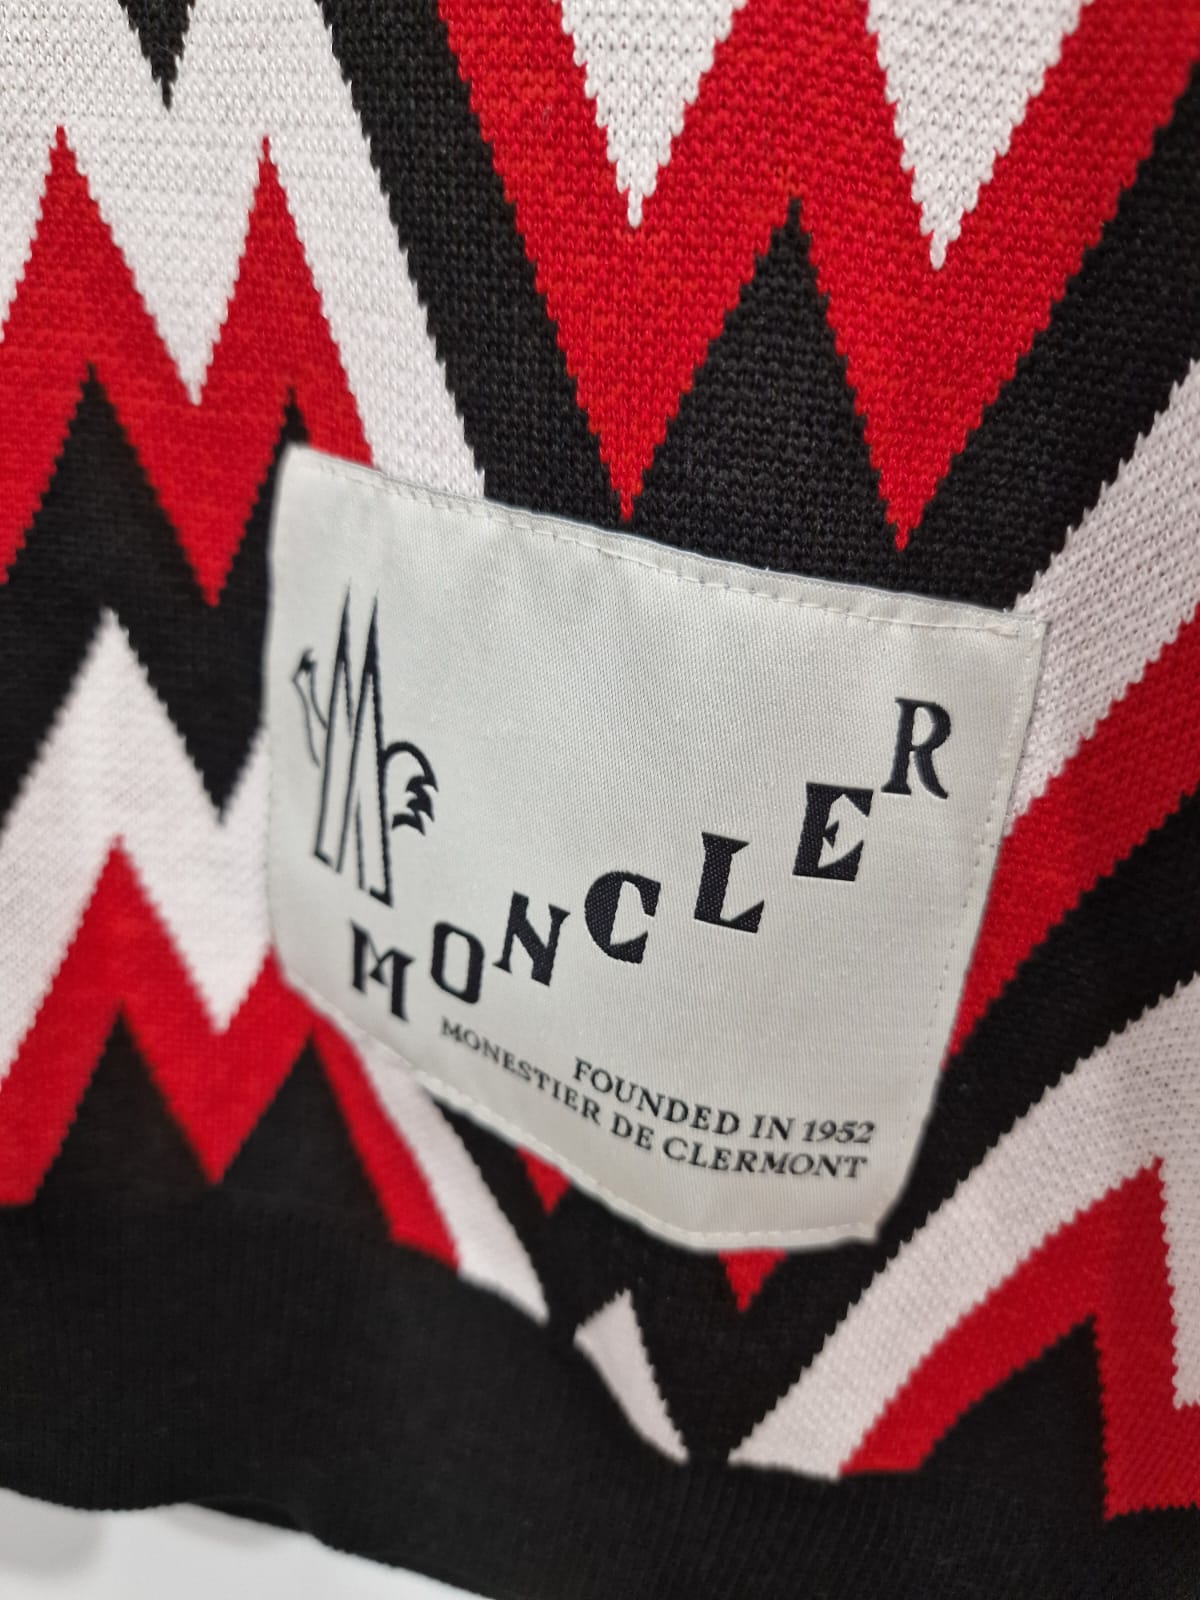 MONCLER
FOUNDED IN 1952
MONESTIER DE CLERMONT